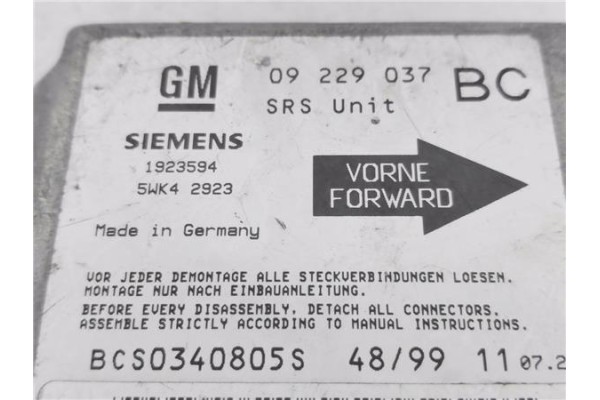 GM 09 229 037 BC
SRS Unit
SIEMENS
1923594
5WK4 2923
VORNE
FORWARD
Made in Germany
VOR JEDER DEMONTAGE ALLE STECKVERBINDUNGEN LOESEN.
MONTAGE NUR NACH EINBAUANLEITUNG.
BEFORE EVERY DISASSEMBLY, DETACH ALL CONNECTORS.
ASSEMBLE STRICTLY ACCORDING TO MANUAL INSTRUCTIONS.
BCS0340805S 48/99 11 07.2